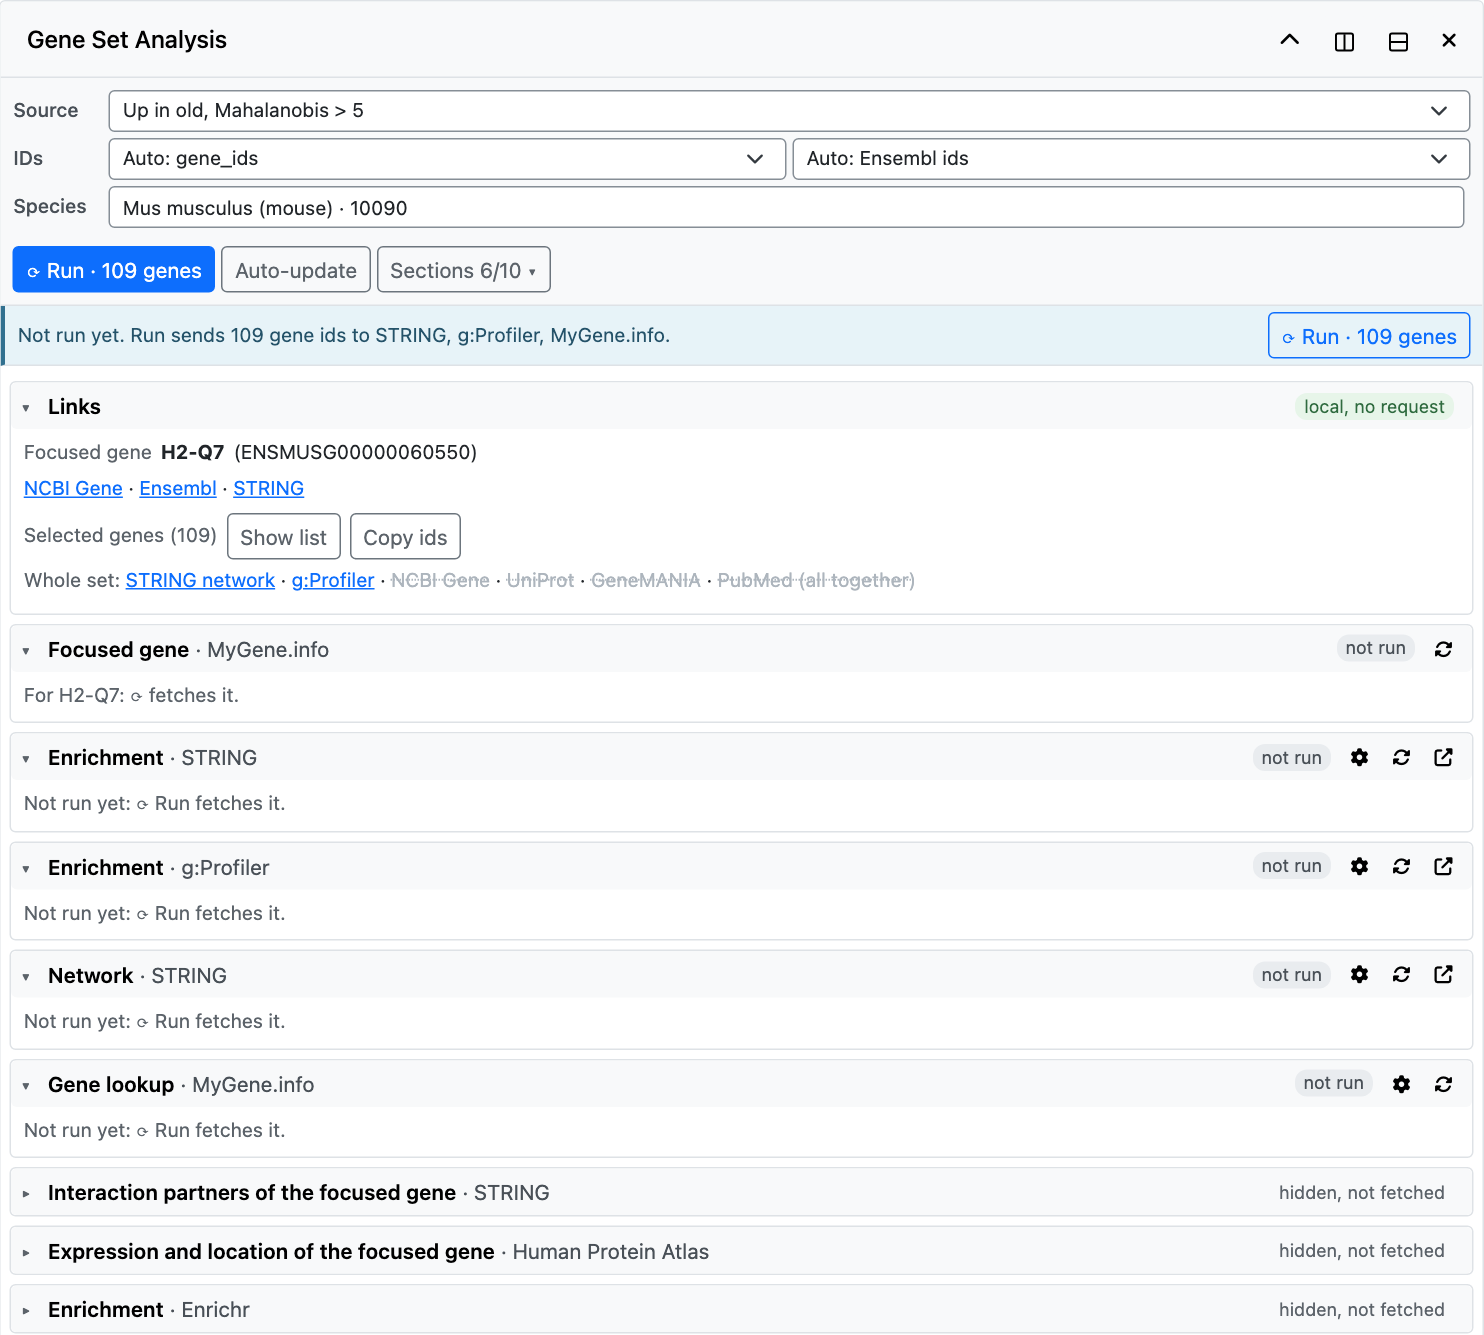 Gene Set Analysis
Source Up in old, Mahalanobis > 5
IDs Auto: gene_ids Auto: Ensembl ids
Species Mus musculus (mouse) · 10090
⟳ Run · 109 genes Auto-update Sections 6/10 ▾
Not run yet. Run sends 109 gene ids to STRING, g:Profiler, MyGene.info. ⟳ Run · 109 genes
▾ Links local, no request
Focused gene H2-Q7 (ENSMUSG00000060550)
NCBI Gene · Ensembl · STRING
Selected genes (109) Show list Copy ids
Whole set: STRING network · g:Profiler · NCBI Gene · UniProt · GeneMANIA · PubMed (all together)
▾ Focused gene · MyGene.info not run
For H2-Q7: ⟳ fetches it.
▾ Enrichment · STRING not run
Not run yet: ⟳ Run fetches it.
▾ Enrichment · g:Profiler not run
Not run yet: ⟳ Run fetches it.
▾ Network · STRING not run
Not run yet: ⟳ Run fetches it.
▾ Gene lookup · MyGene.info not run
Not run yet: ⟳ Run fetches it.
▸ Interaction partners of the focused gene · STRING hidden, not fetched
▸ Expression and location of the focused gene · Human Protein Atlas hidden, not fetched
▸ Enrichment · Enrichr hidden, not fetched